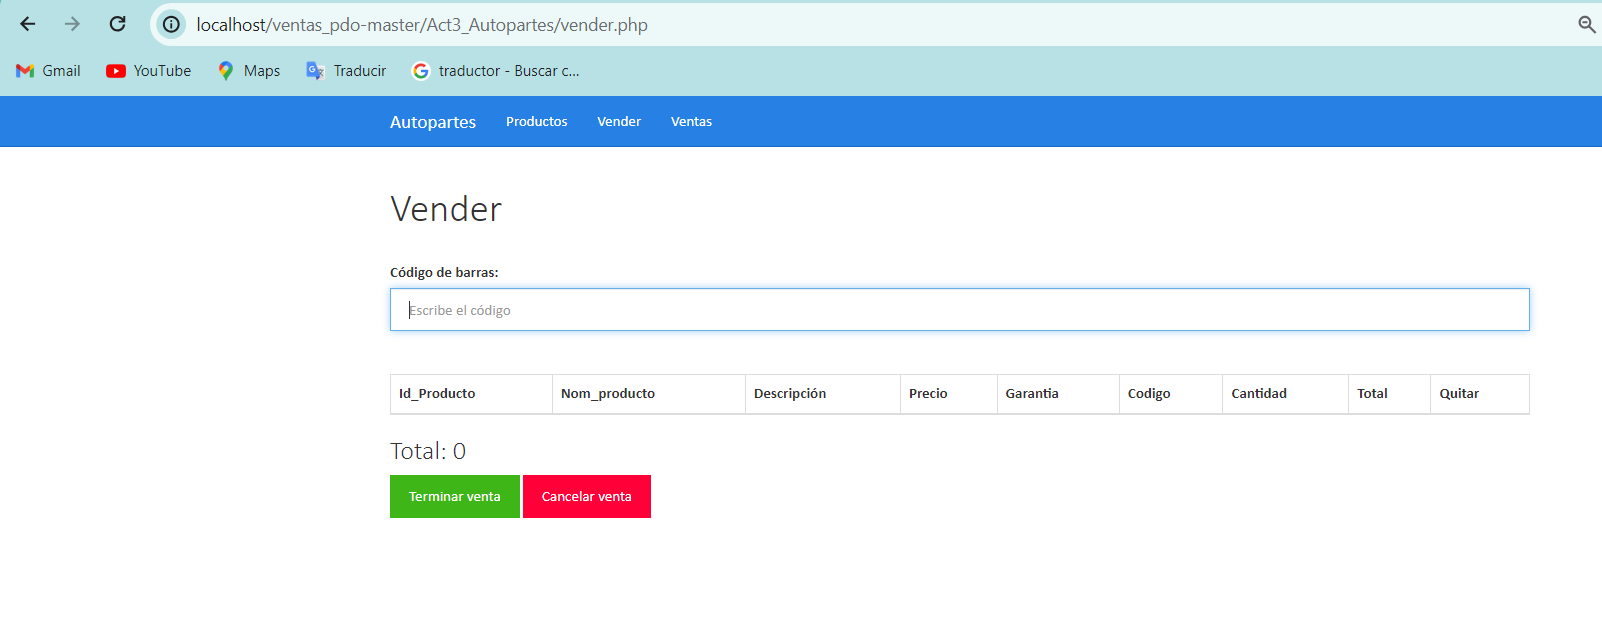 localhost/ventas_pdo-master/Act3_Autopartes/vender.php
Gmail YouTube Maps Traducir traductor - Buscar c...
Autopartes Productos Vender Ventas
Vender
Código de barras:
Escribe el código
Id_Producto Nom_producto Descripción Precio Garantia Codigo Cantidad Total Quitar
Total: 0
Terminar venta Cancelar venta